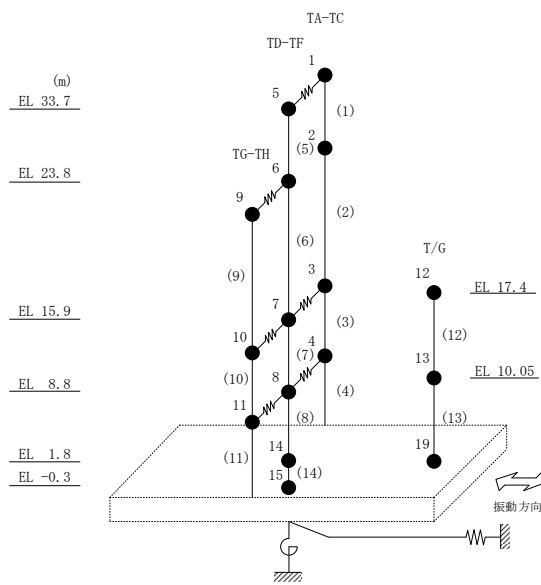 TA-TC
TD-TF
1
(m)
5
EL 33.7
(1)
2
TG-TH
(5)
6
EL 23.8
9
(2)
(6)
T/G
(9)
3
12
EL 17.4
7
EL 15.9
(3)
10
(12)
4
(7)
13
8
EL 10.05
EL 8.8
(10)
(4)
11
(8)
(13)
14
19
EL 1.8
(11)
(14)
15
EL -0.3
振動方向